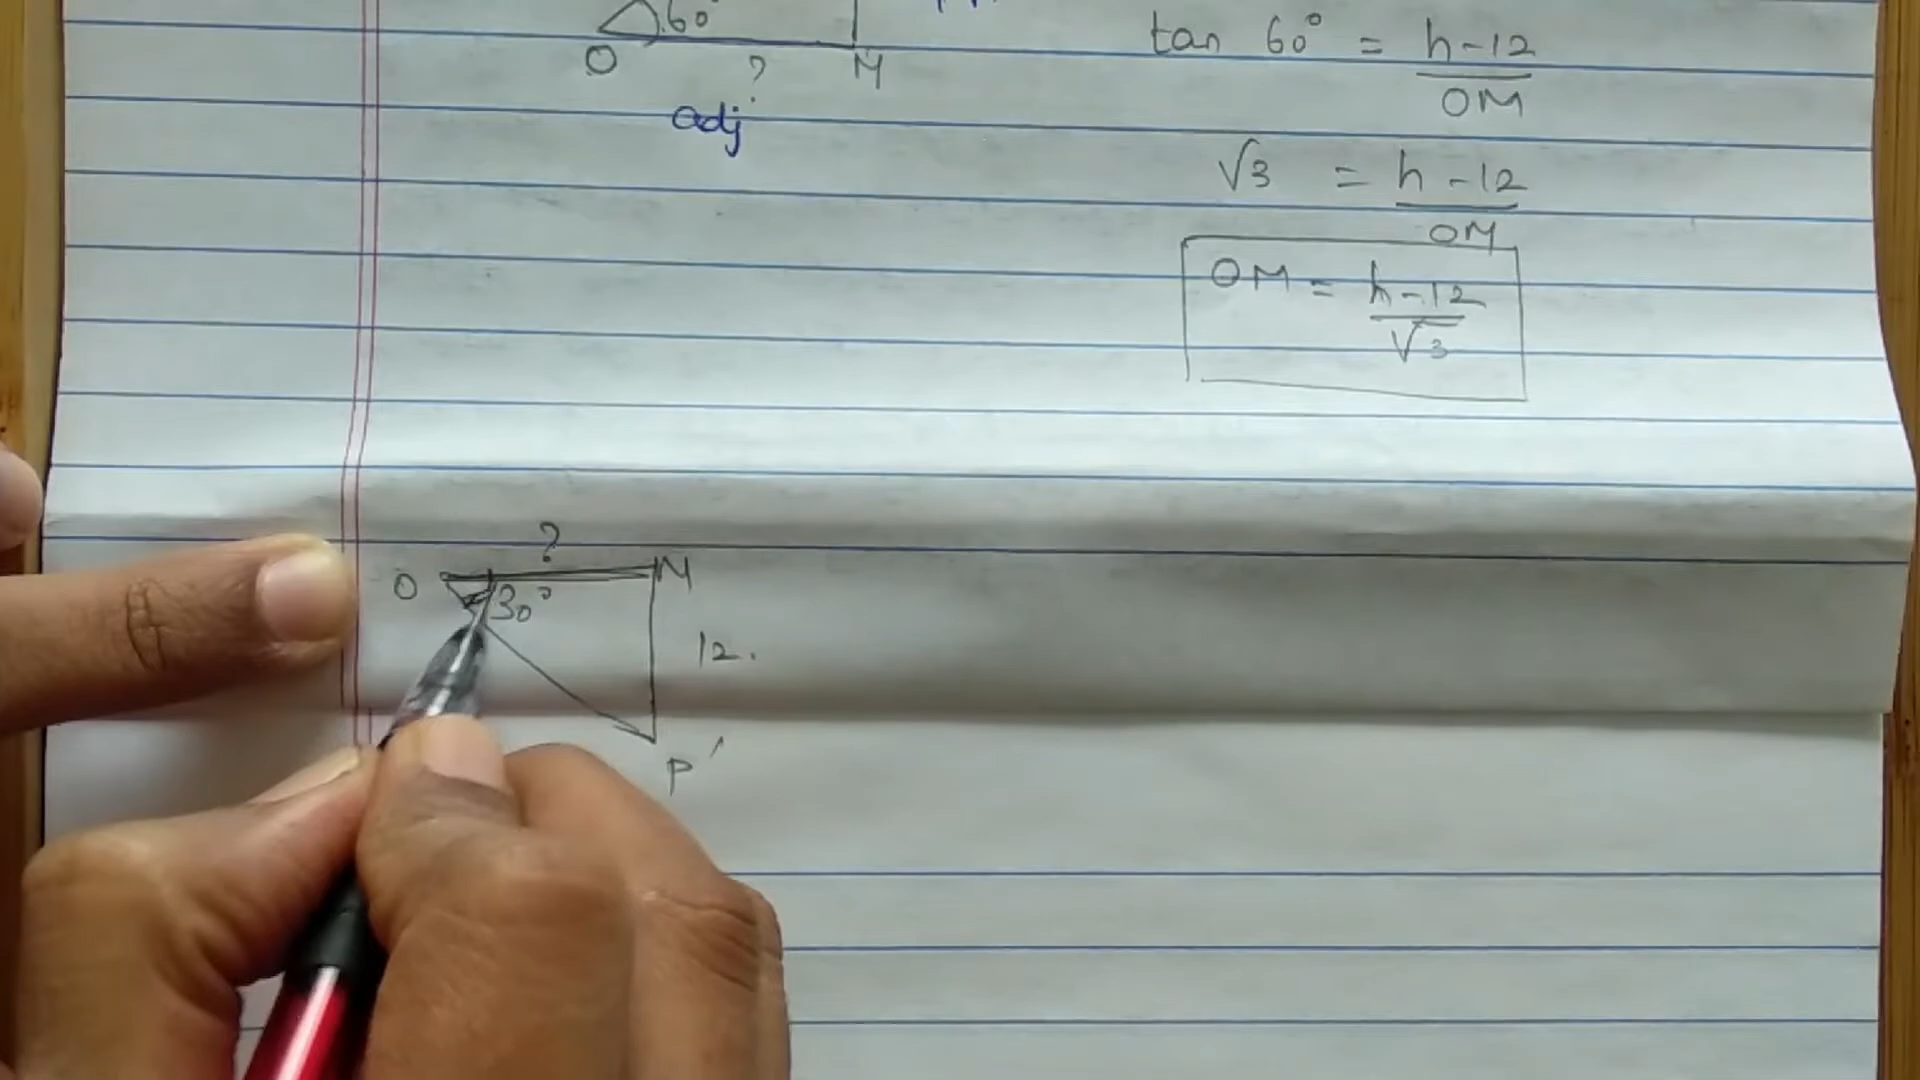 60°
O ? M
adj
tan 60° = h-12
OM
√3 = h-12
OM
OM = h-12
√3
?
O M
30°
12.
P'